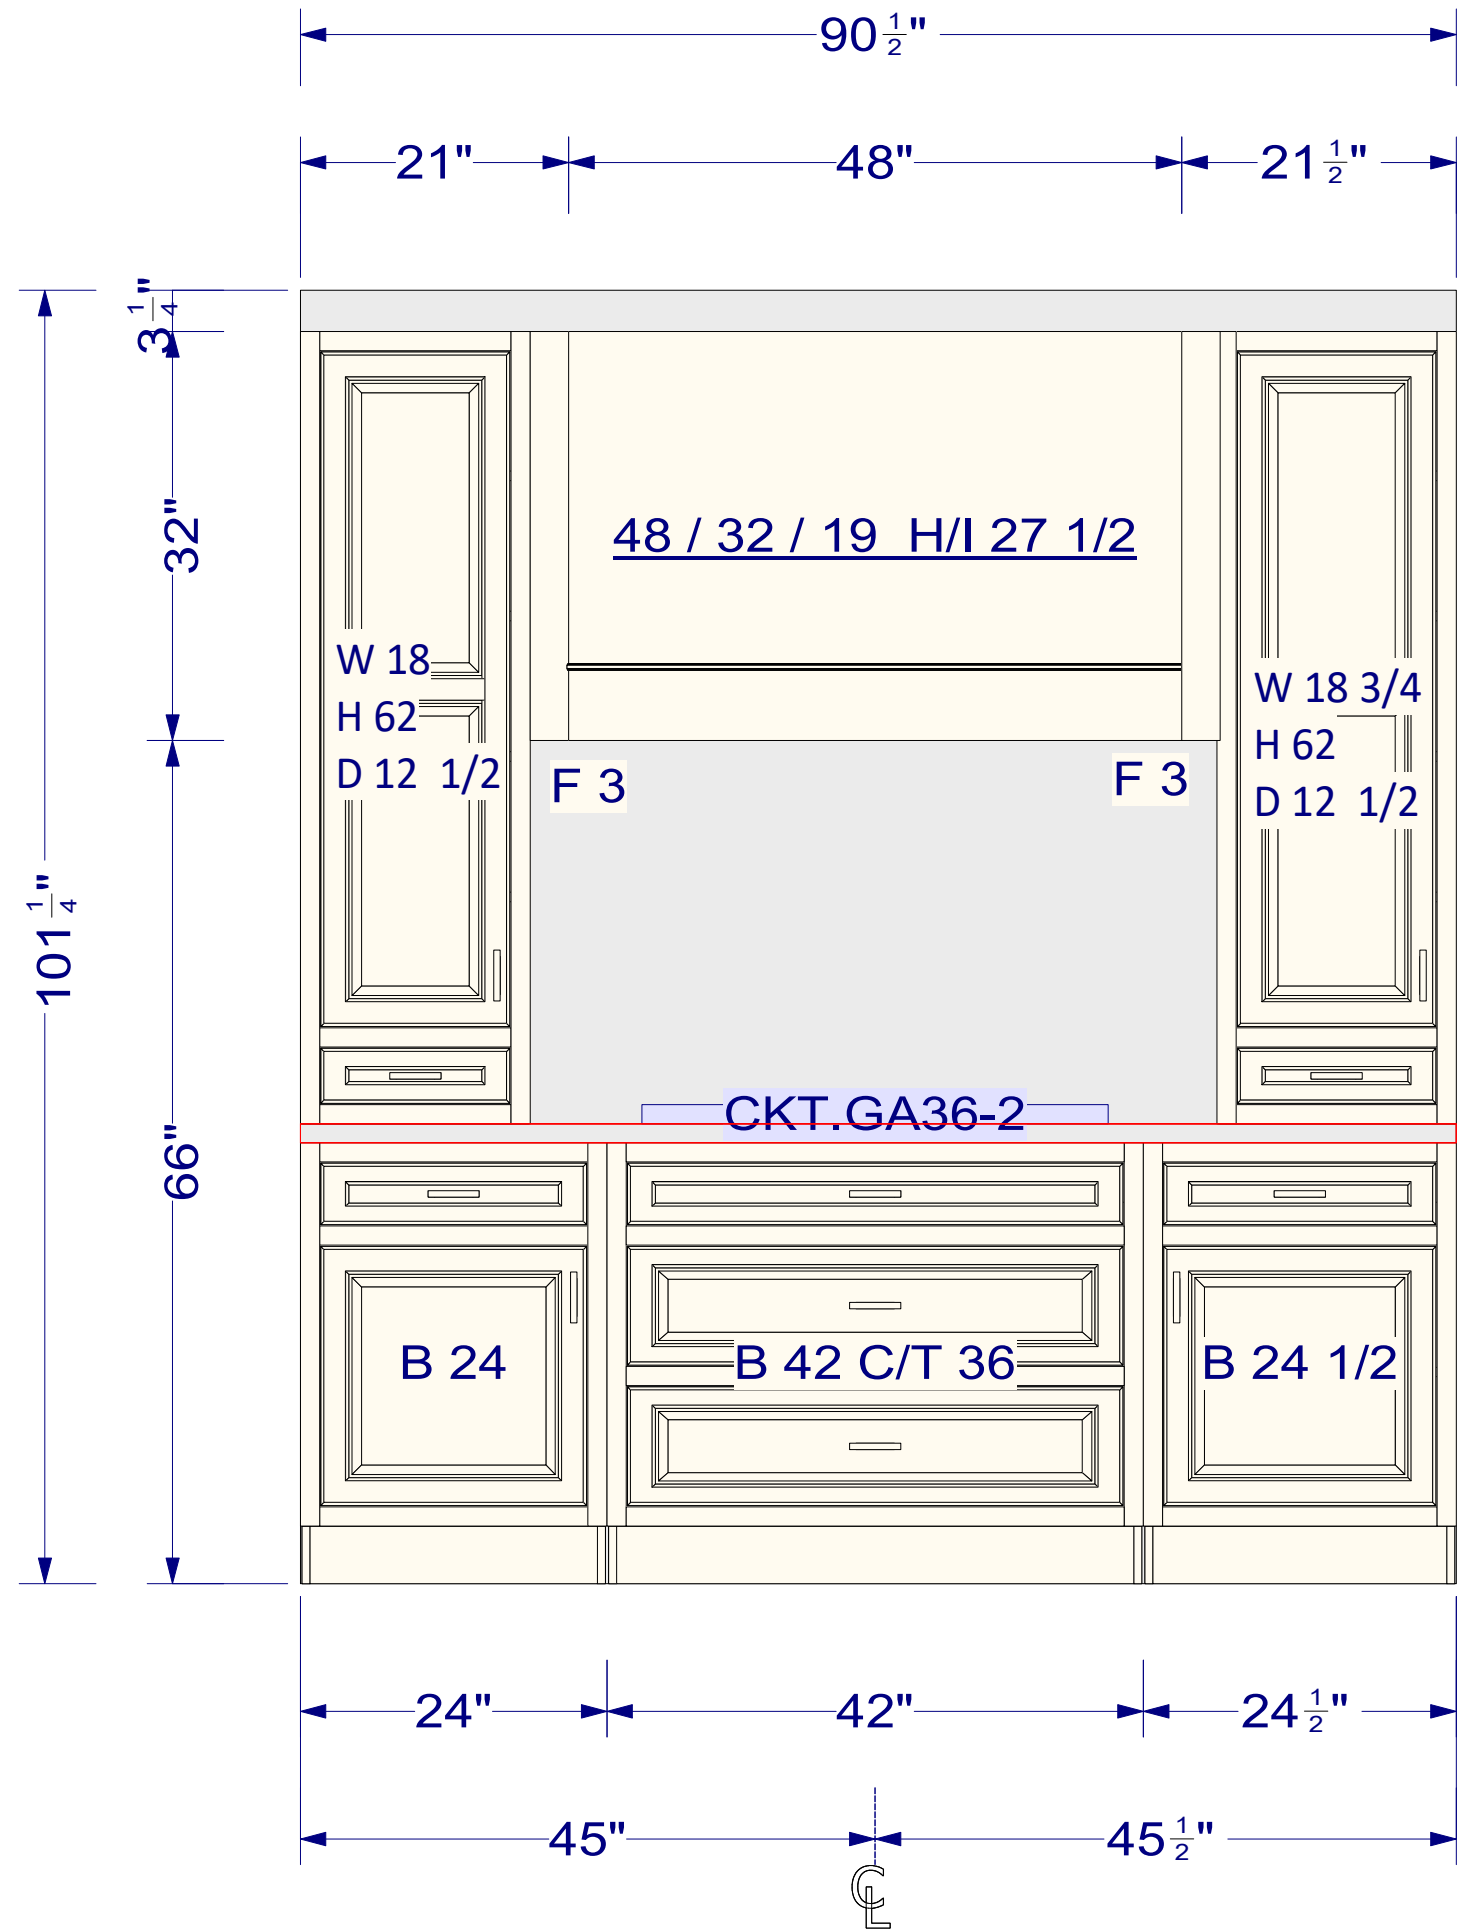 90 1/2"
21" 48" 21 1/2"
3 1/4"
32"
48 / 32 / 19 H/I 27 1/2
W 18
H 62
D 12 1/2
W 18 3/4
H 62
D 12 1/2
F 3 F 3
101 1/4"
CKT.GA36-2
66"
B 24 B 42 C/T 36 B 24 1/2
24" 42" 24 1/2"
45" 45 1/2"
CL